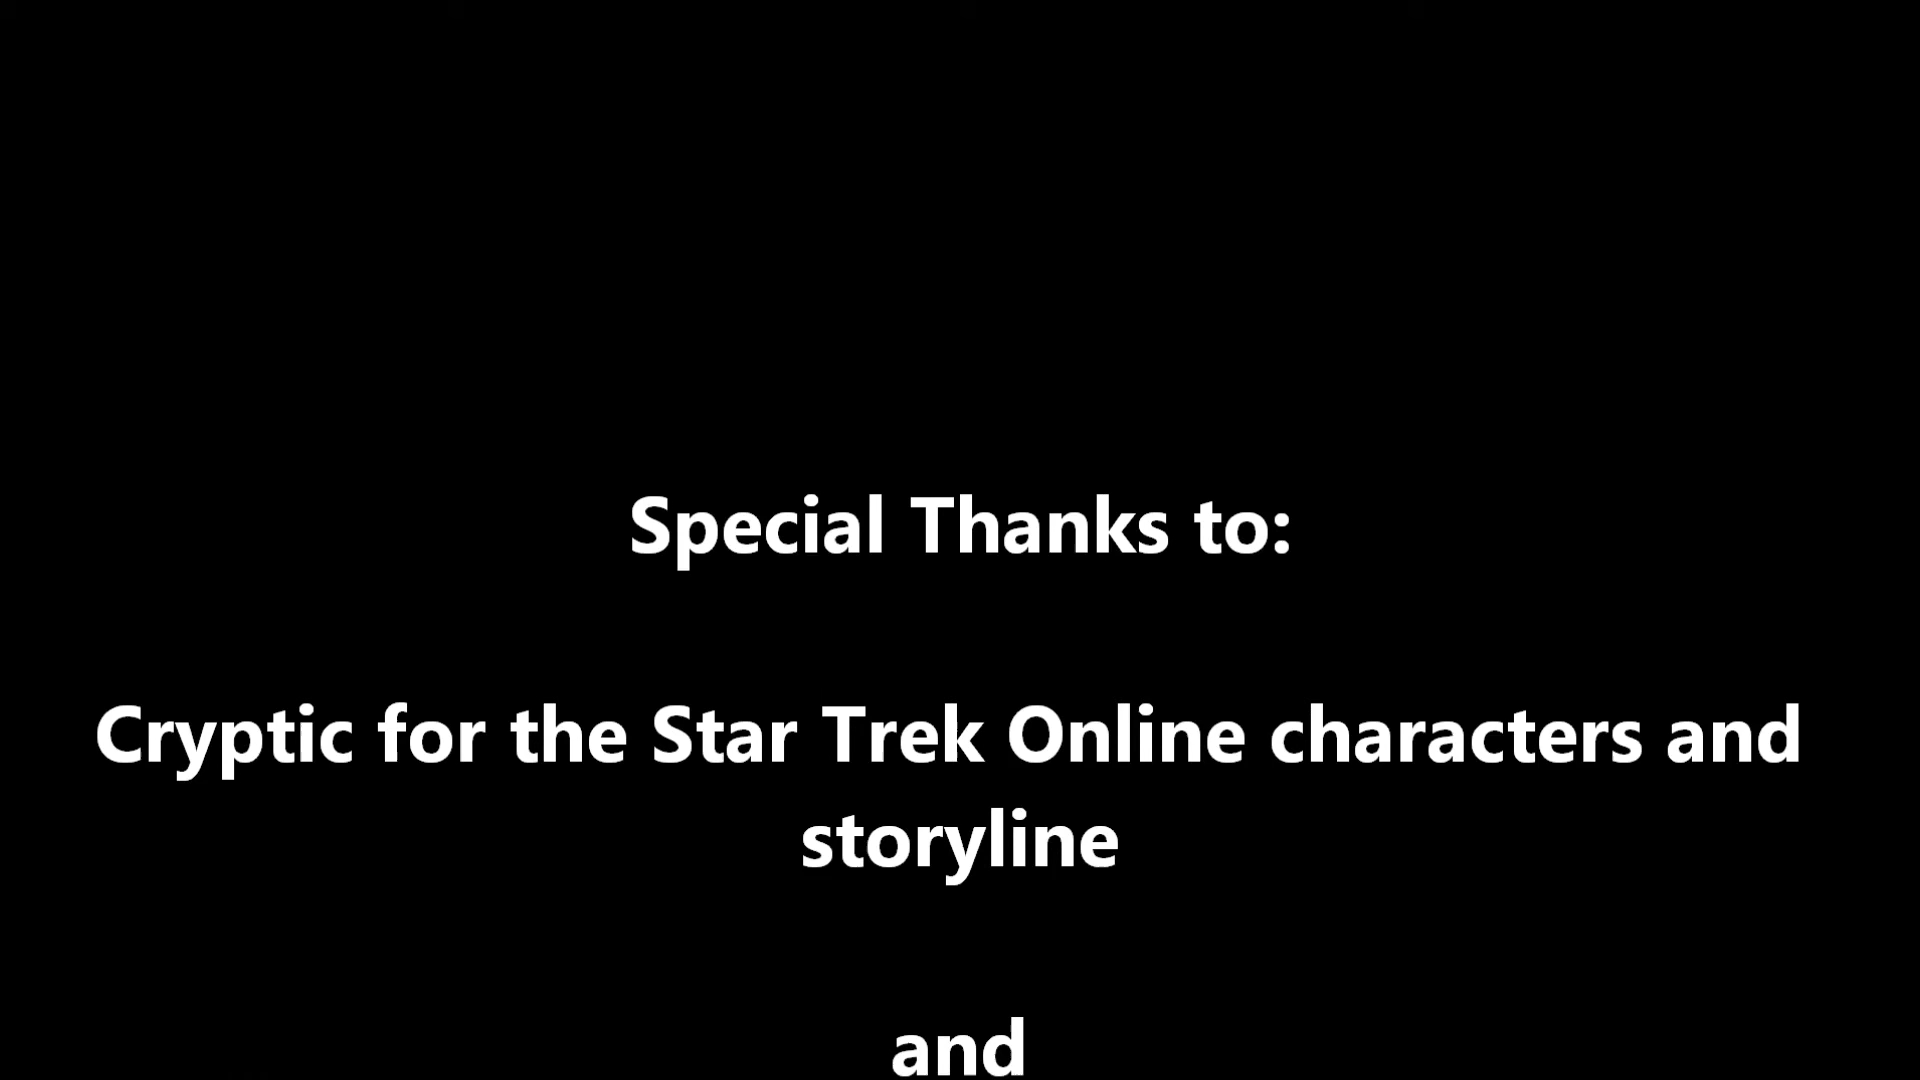 Special Thanks to:
Cryptic for the Star Trek Online characters and
storyline
and